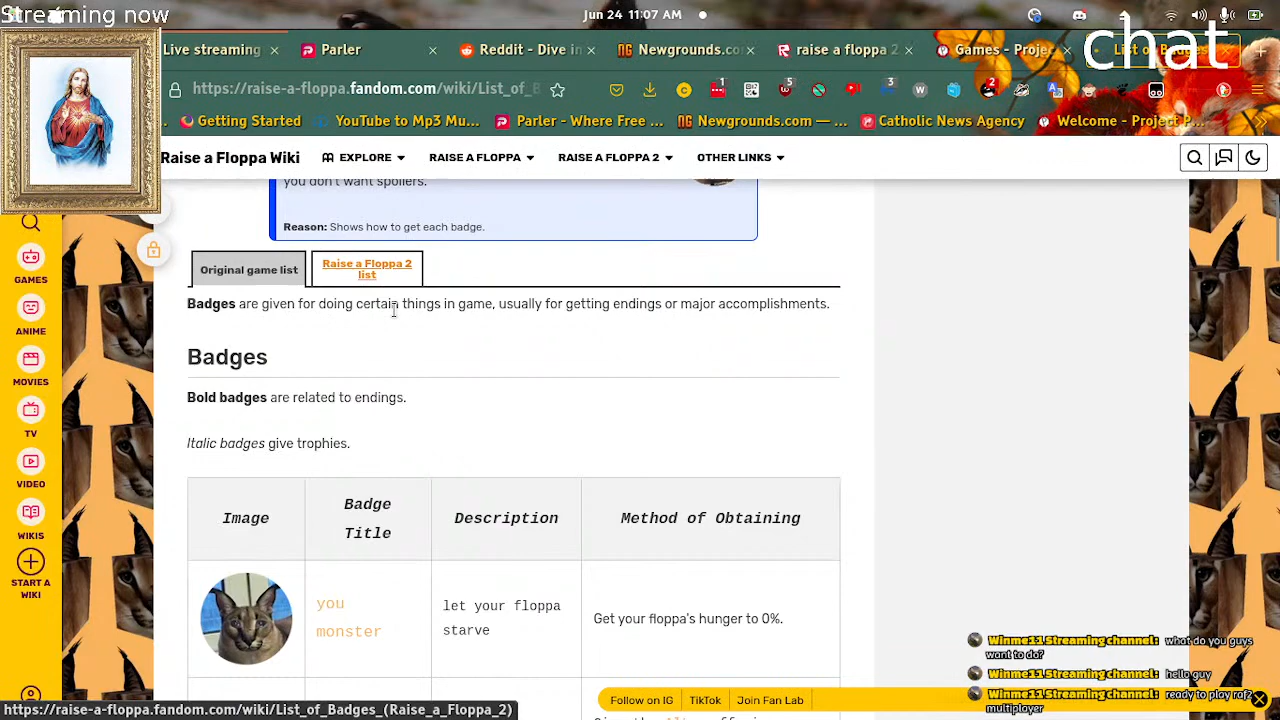 Streaming now
Jun 24 11:07 AM
chat
Live streaming
Parler
Reddit - Dive in
Newgrounds.co
raise a floppa 2
Games - Proje
List of Badges
https://raise-a-floppa.fandom.com/wiki/List_of_B
1
5
3
2
Getting Started
YouTube to Mp3 Mu...
Parler - Where Free ...
Newgrounds.com — ...
Catholic News Agency
Welcome - Project P...
Raise a Floppa Wiki
EXPLORE
RAISE A FLOPPA
RAISE A FLOPPA 2
OTHER LINKS
you don't want spoilers.
Reason: Shows how to get each badge.
GAMES
ANIME
MOVIES
TV
VIDEO
WIKIS
START A
WIKI
Original game list
Raise a Floppa 2
list
Badges are given for doing certain things in game, usually for getting endings or major accomplishments.
Badges
Bold badges are related to endings.
Italic badges give trophies.
Image
Badge
Title
Description
Method of Obtaining
you
monster
let your floppa
starve
Get your floppa's hunger to 0%.
Winme11 Streaming channel: what do you guys
want to do?
Winme11 Streaming channel: hello guy
Winme11 Streaming channel: ready to play raf2
multiplayer
Follow on IG
TikTok
Join Fan Lab
https://raise-a-floppa.fandom.com/wiki/List_of_Badges_(Raise_a_Floppa_2)